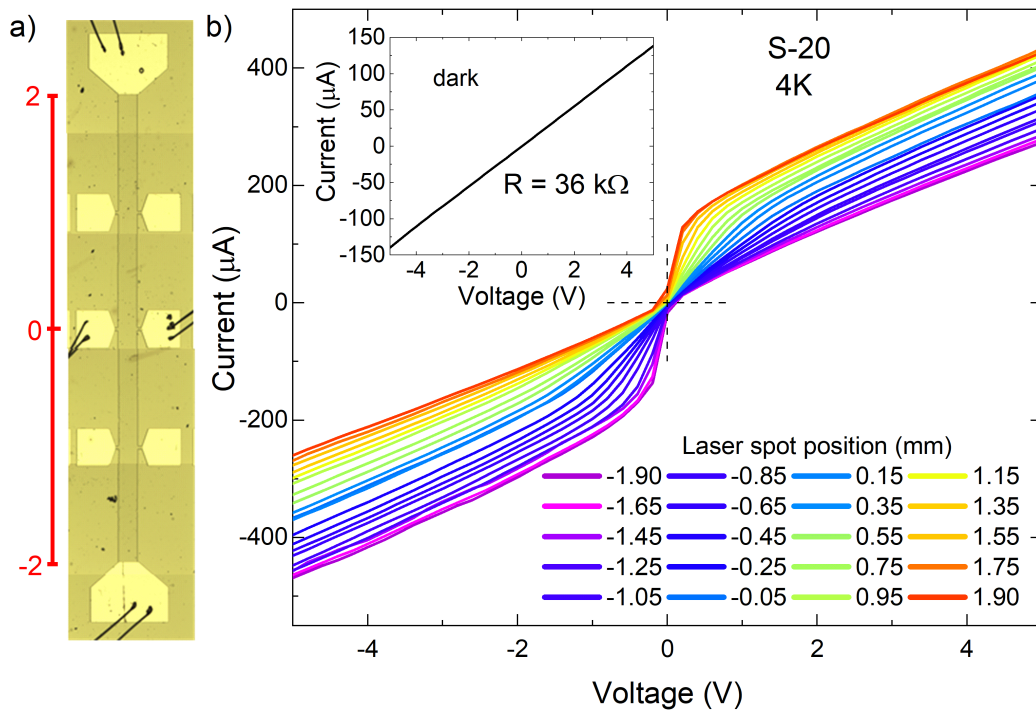 a)
2
0
-2
b)
Current (µA)
400
200
0
-200
-400
-4
-2
0
2
4
Voltage (V)
S-20
4K
Current (µA)
150
100
50
0
-50
-100
-150
dark
R = 36 kΩ
-4
-2
0
2
4
Voltage (V)
Laser spot position (mm)
-1.90 -0.85 0.15 1.15
-1.65 -0.65 0.35 1.35
-1.45 -0.45 0.55 1.55
-1.25 -0.25 0.75 1.75
-1.05 -0.05 0.95 1.90